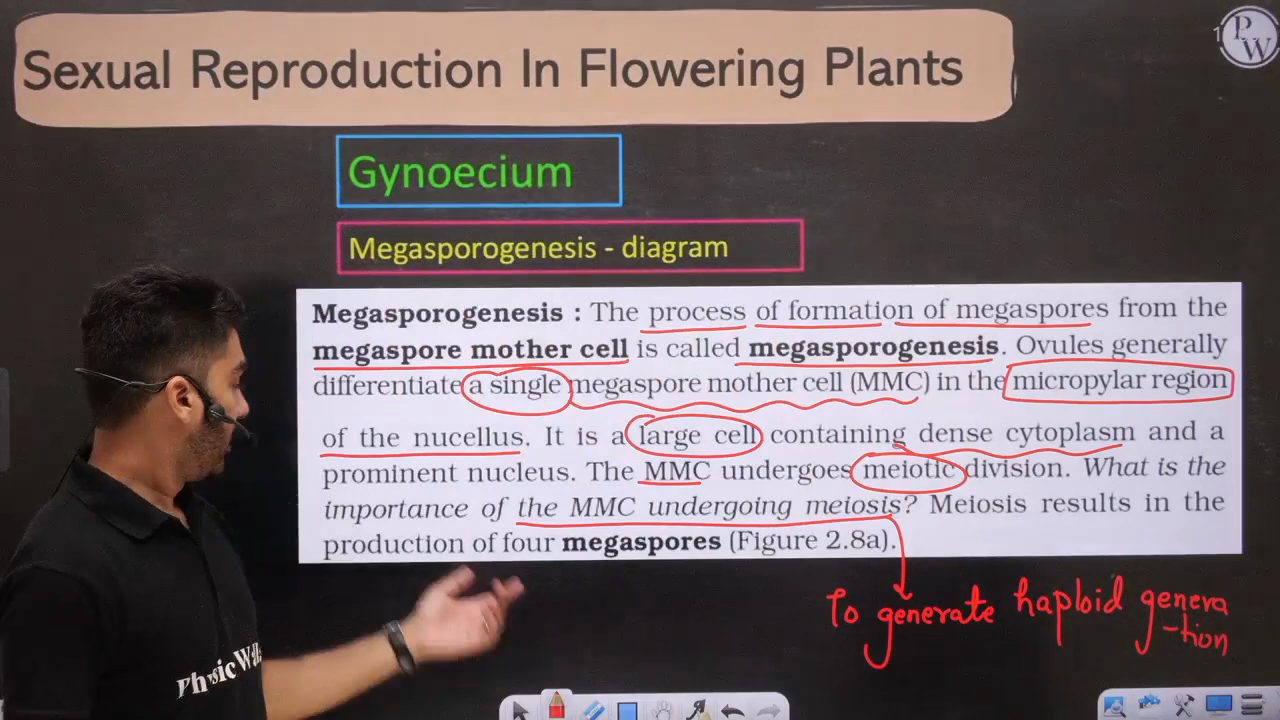 PW
Sexual Reproduction In Flowering Plants
Gynoecium
Megasporogenesis - diagram
Megasporogenesis : The process of formation of megaspores from the
megaspore mother cell is called megasporogenesis. Ovules generally
differentiate a single megaspore mother cell (MMC) in the micropylar region
of the nucellus. It is a large cell containing dense cytoplasm and a
prominent nucleus. The MMC undergoes meiotic division. What is the
importance of the MMC undergoing meiosis? Meiosis results in the
production of four megaspores (Figure 2.8a).
To generate haploid genera
-tion